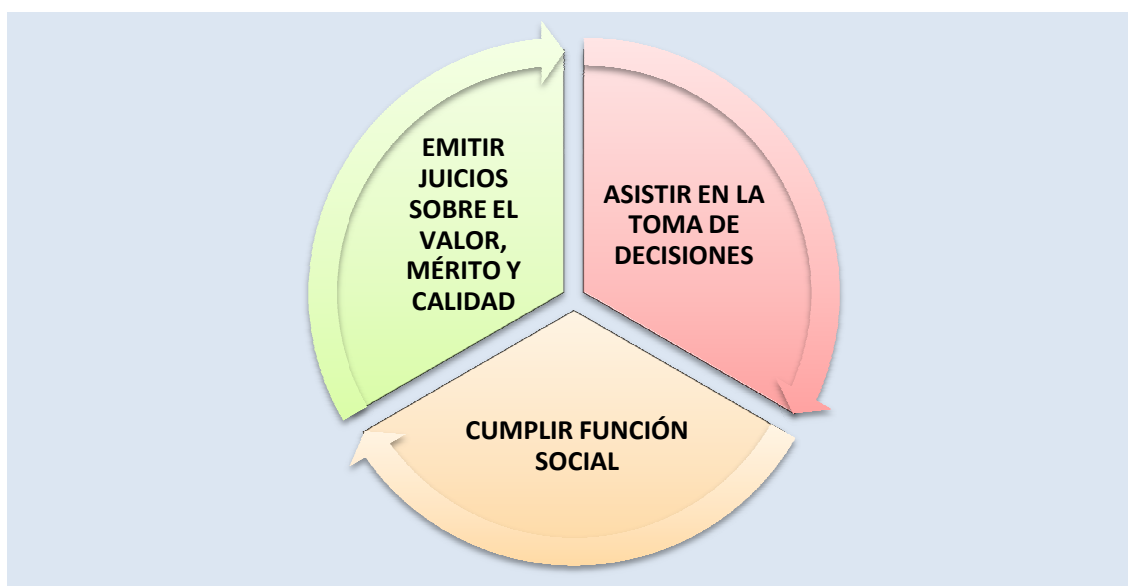 EMITIR
JUICIOS
SOBRE EL
VALOR,
MÉRITO Y
CALIDAD
ASISTIR EN LA
TOMA DE
DECISIONES
CUMPLIR FUNCIÓN
SOCIAL